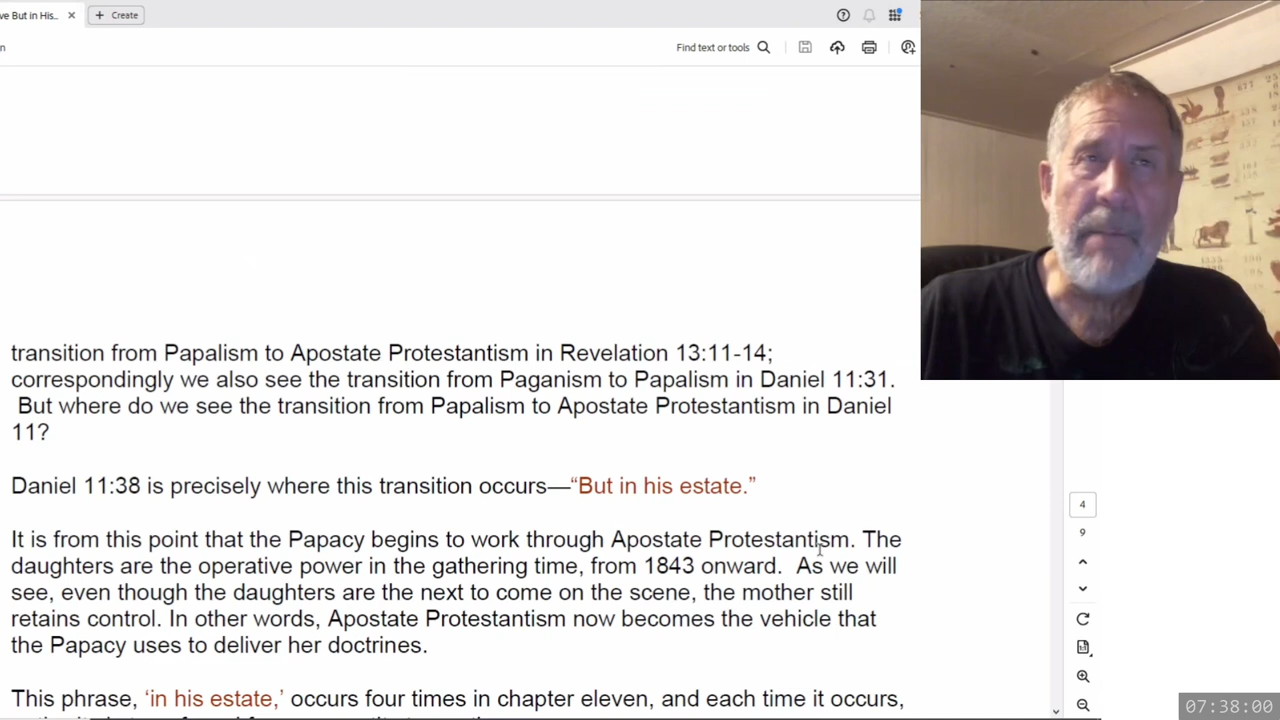 ve But in His..
Create
n
Find text or tools
transition from Papalism to Apostate Protestantism in Revelation 13:11-14;
correspondingly we also see the transition from Paganism to Papalism in Daniel 11:31.
But where do we see the transition from Papalism to Apostate Protestantism in Daniel
11?
Daniel 11:38 is precisely where this transition occurs—“But in his estate.”
It is from this point that the Papacy begins to work through Apostate Protestantism. The
daughters are the operative power in the gathering time, from 1843 onward. As we will
see, even though the daughters are the next to come on the scene, the mother still
retains control. In other words, Apostate Protestantism now becomes the vehicle that
the Papacy uses to deliver her doctrines.
This phrase, ‘in his estate,’ occurs four times in chapter eleven, and each time it occurs,
4
9
677
538
07:38:00